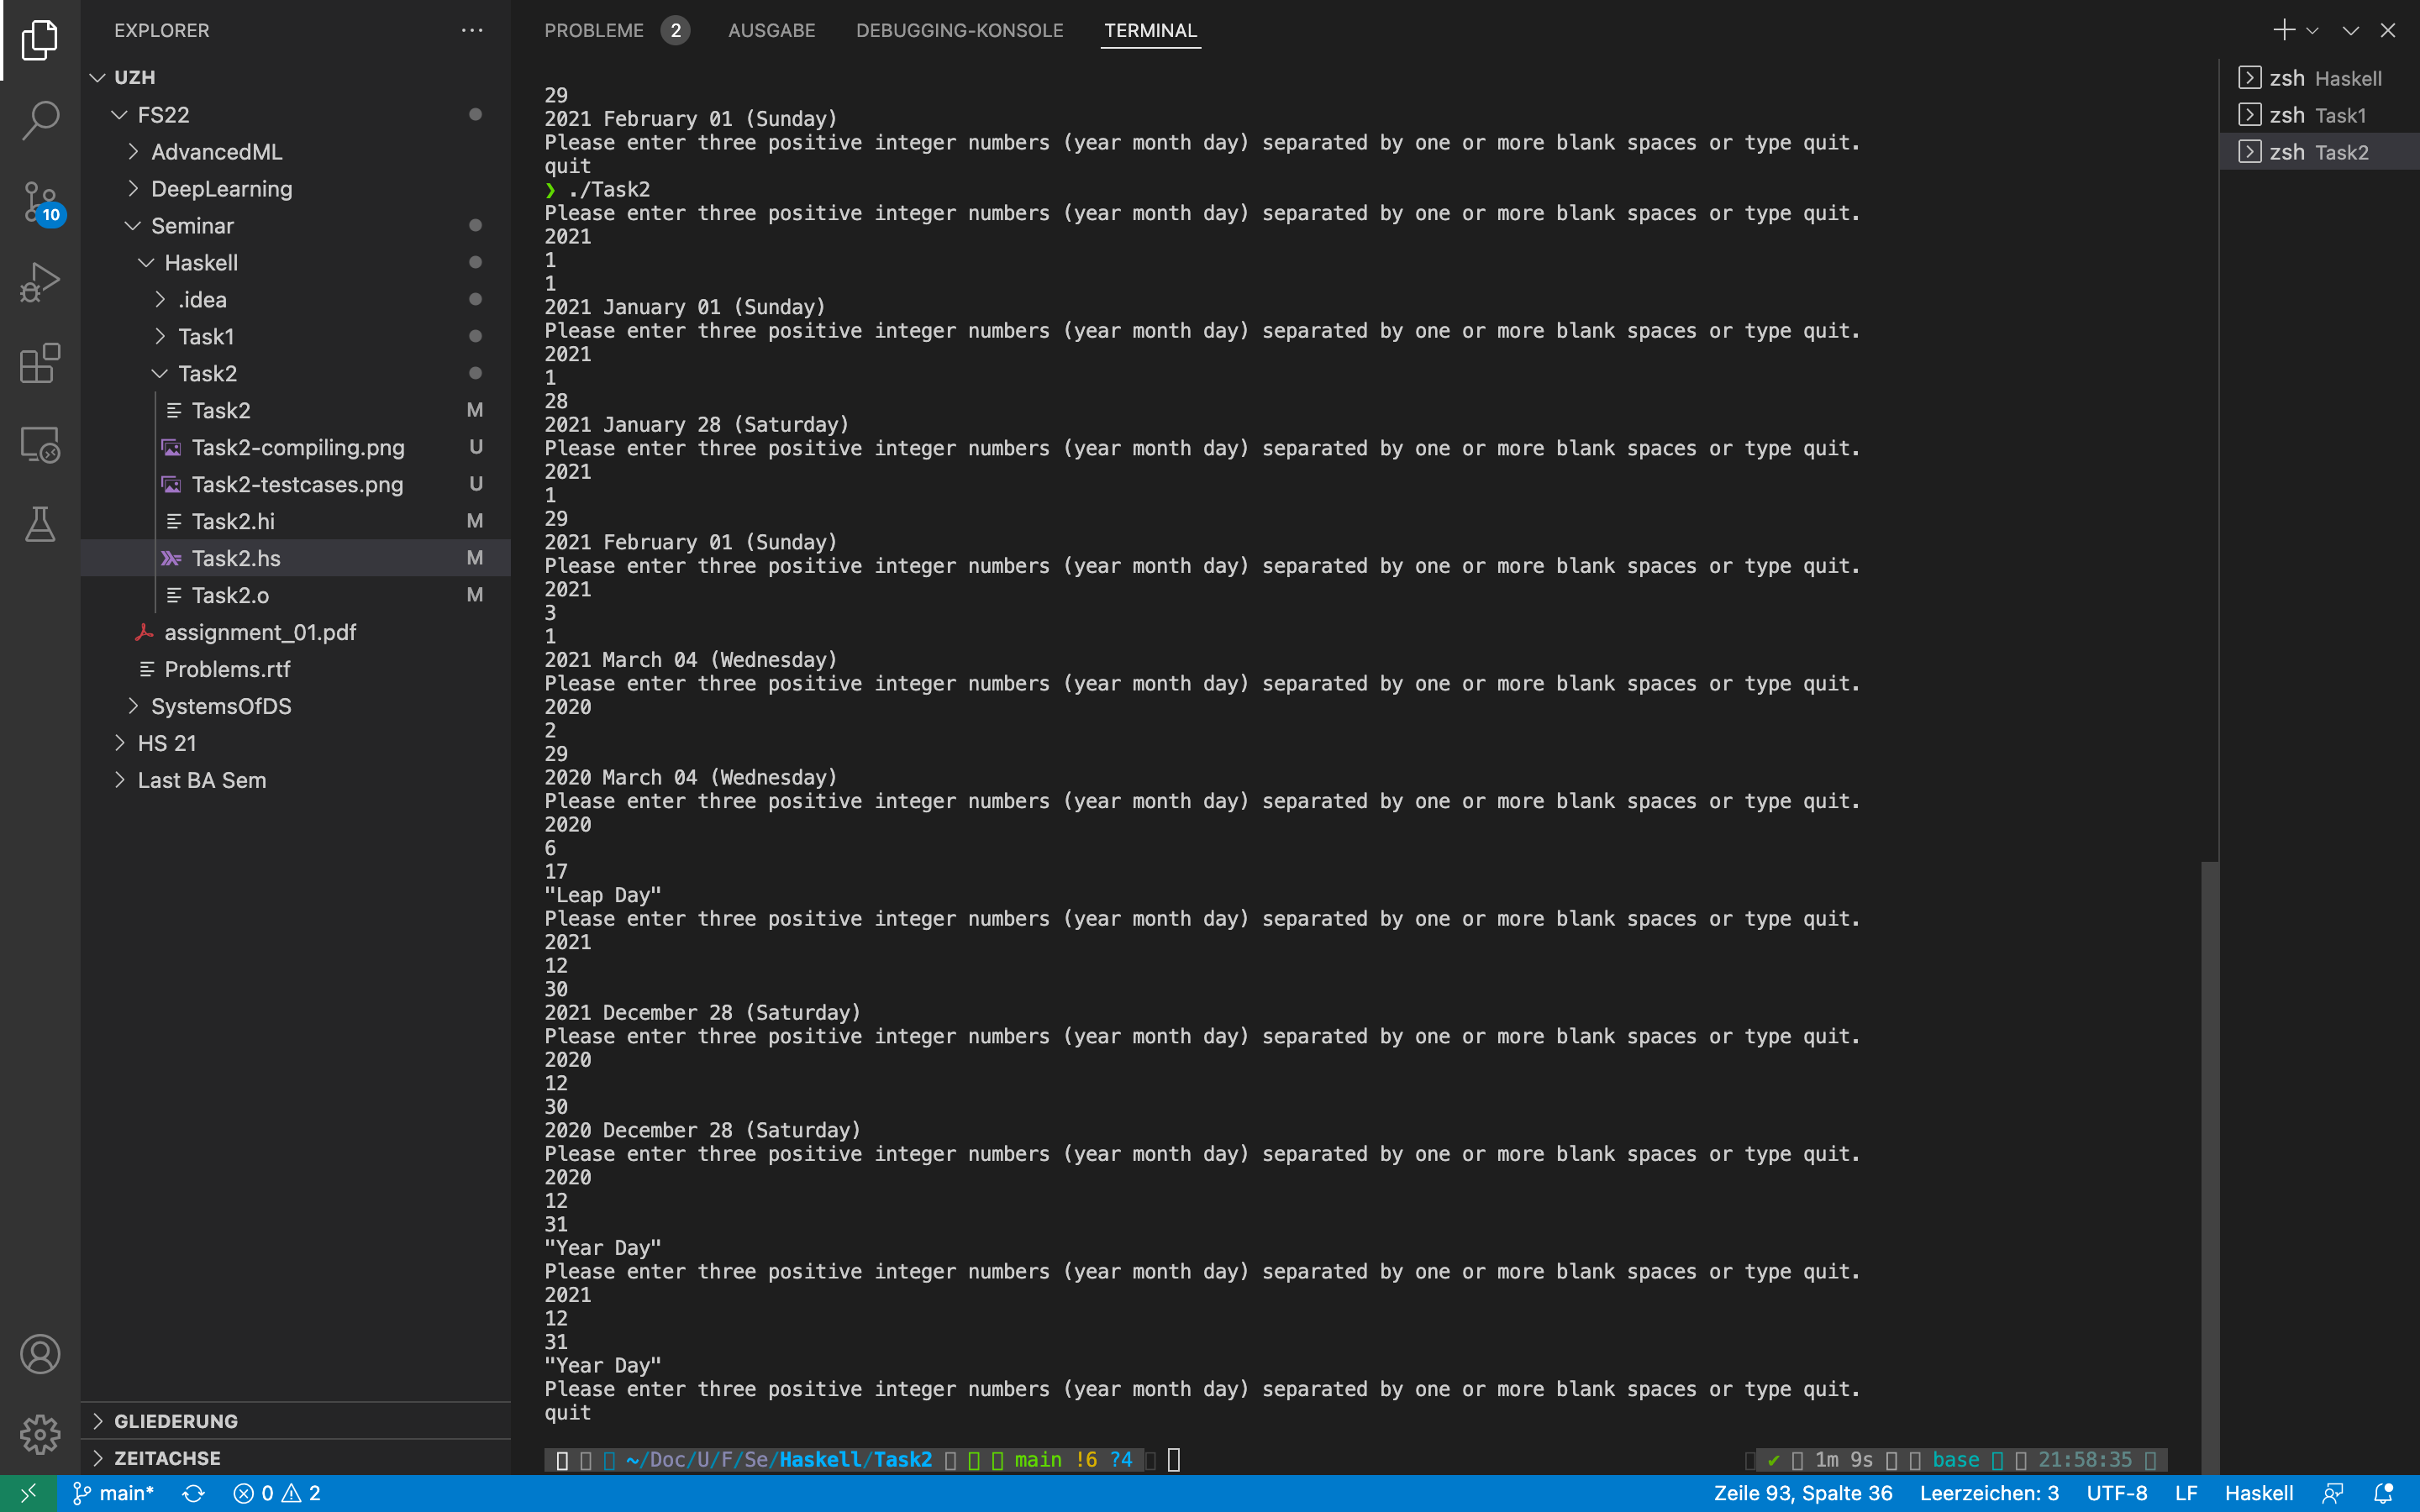 EXPLORER
UZH
FS22
AdvancedML
DeepLearning
Seminar
Haskell
.idea
Task1
Task2
Task2 M
Task2-compiling.png U
Task2-testcases.png U
Task2.hi M
Task2.hs M
Task2.o M
assignment_01.pdf
Problems.rtf
SystemsOfDS
HS 21
Last BA Sem
GLIEDERUNG
ZEITACHSE
10
PROBLEME 2 AUSGABE DEBUGGING-KONSOLE TERMINAL
29
2021 February 01 (Sunday)
Please enter three positive integer numbers (year month day) separated by one or more blank spaces or type quit.
quit
❯ ./Task2
Please enter three positive integer numbers (year month day) separated by one or more blank spaces or type quit.
2021
1
1
2021 January 01 (Sunday)
Please enter three positive integer numbers (year month day) separated by one or more blank spaces or type quit.
2021
1
28
2021 January 28 (Saturday)
Please enter three positive integer numbers (year month day) separated by one or more blank spaces or type quit.
2021
1
29
2021 February 01 (Sunday)
Please enter three positive integer numbers (year month day) separated by one or more blank spaces or type quit.
2021
3
1
2021 March 04 (Wednesday)
Please enter three positive integer numbers (year month day) separated by one or more blank spaces or type quit.
2020
2
29
2020 March 04 (Wednesday)
Please enter three positive integer numbers (year month day) separated by one or more blank spaces or type quit.
2020
6
17
"Leap Day"
Please enter three positive integer numbers (year month day) separated by one or more blank spaces or type quit.
2021
12
30
2021 December 28 (Saturday)
Please enter three positive integer numbers (year month day) separated by one or more blank spaces or type quit.
2020
12
30
2020 December 28 (Saturday)
Please enter three positive integer numbers (year month day) separated by one or more blank spaces or type quit.
2020
12
31
"Year Day"
Please enter three positive integer numbers (year month day) separated by one or more blank spaces or type quit.
2021
12
31
"Year Day"
Please enter three positive integer numbers (year month day) separated by one or more blank spaces or type quit.
quit
~/Doc/U/F/Se/Haskell/Task2 main !6 ?4 ✔ 1m 9s base 21:58:35
zsh Haskell
zsh Task1
zsh Task2
main* 0 2 Zeile 93, Spalte 36 Leerzeichen: 3 UTF-8 LF Haskell